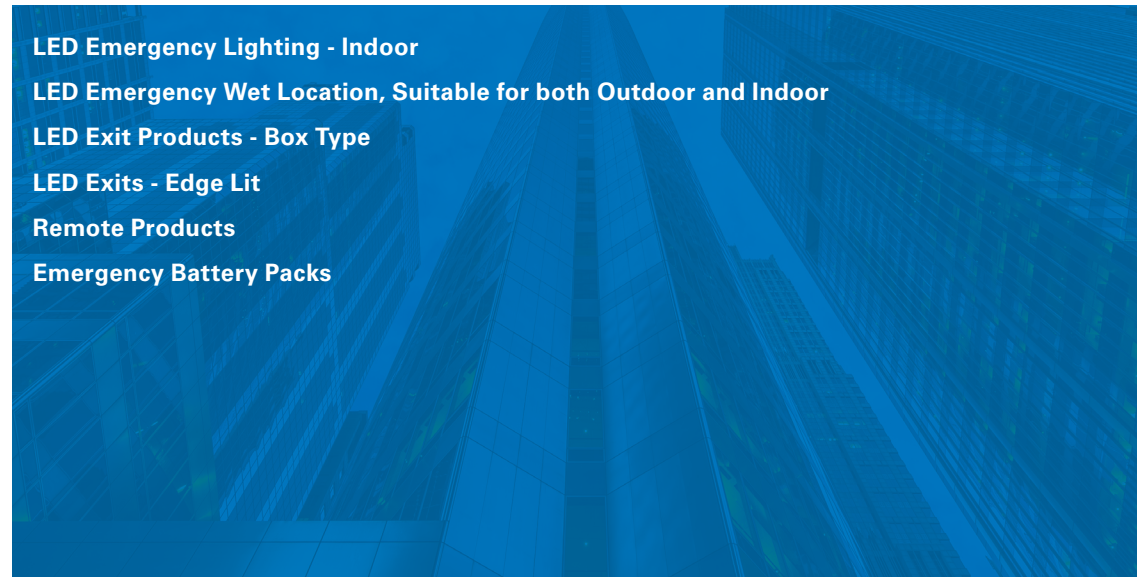 LED Emergency Lighting - Indoor
LED Emergency Wet Location, Suitable for both Outdoor and Indoor
LED Exit Products - Box Type
LED Exits - Edge Lit
Remote Products
Emergency Battery Packs